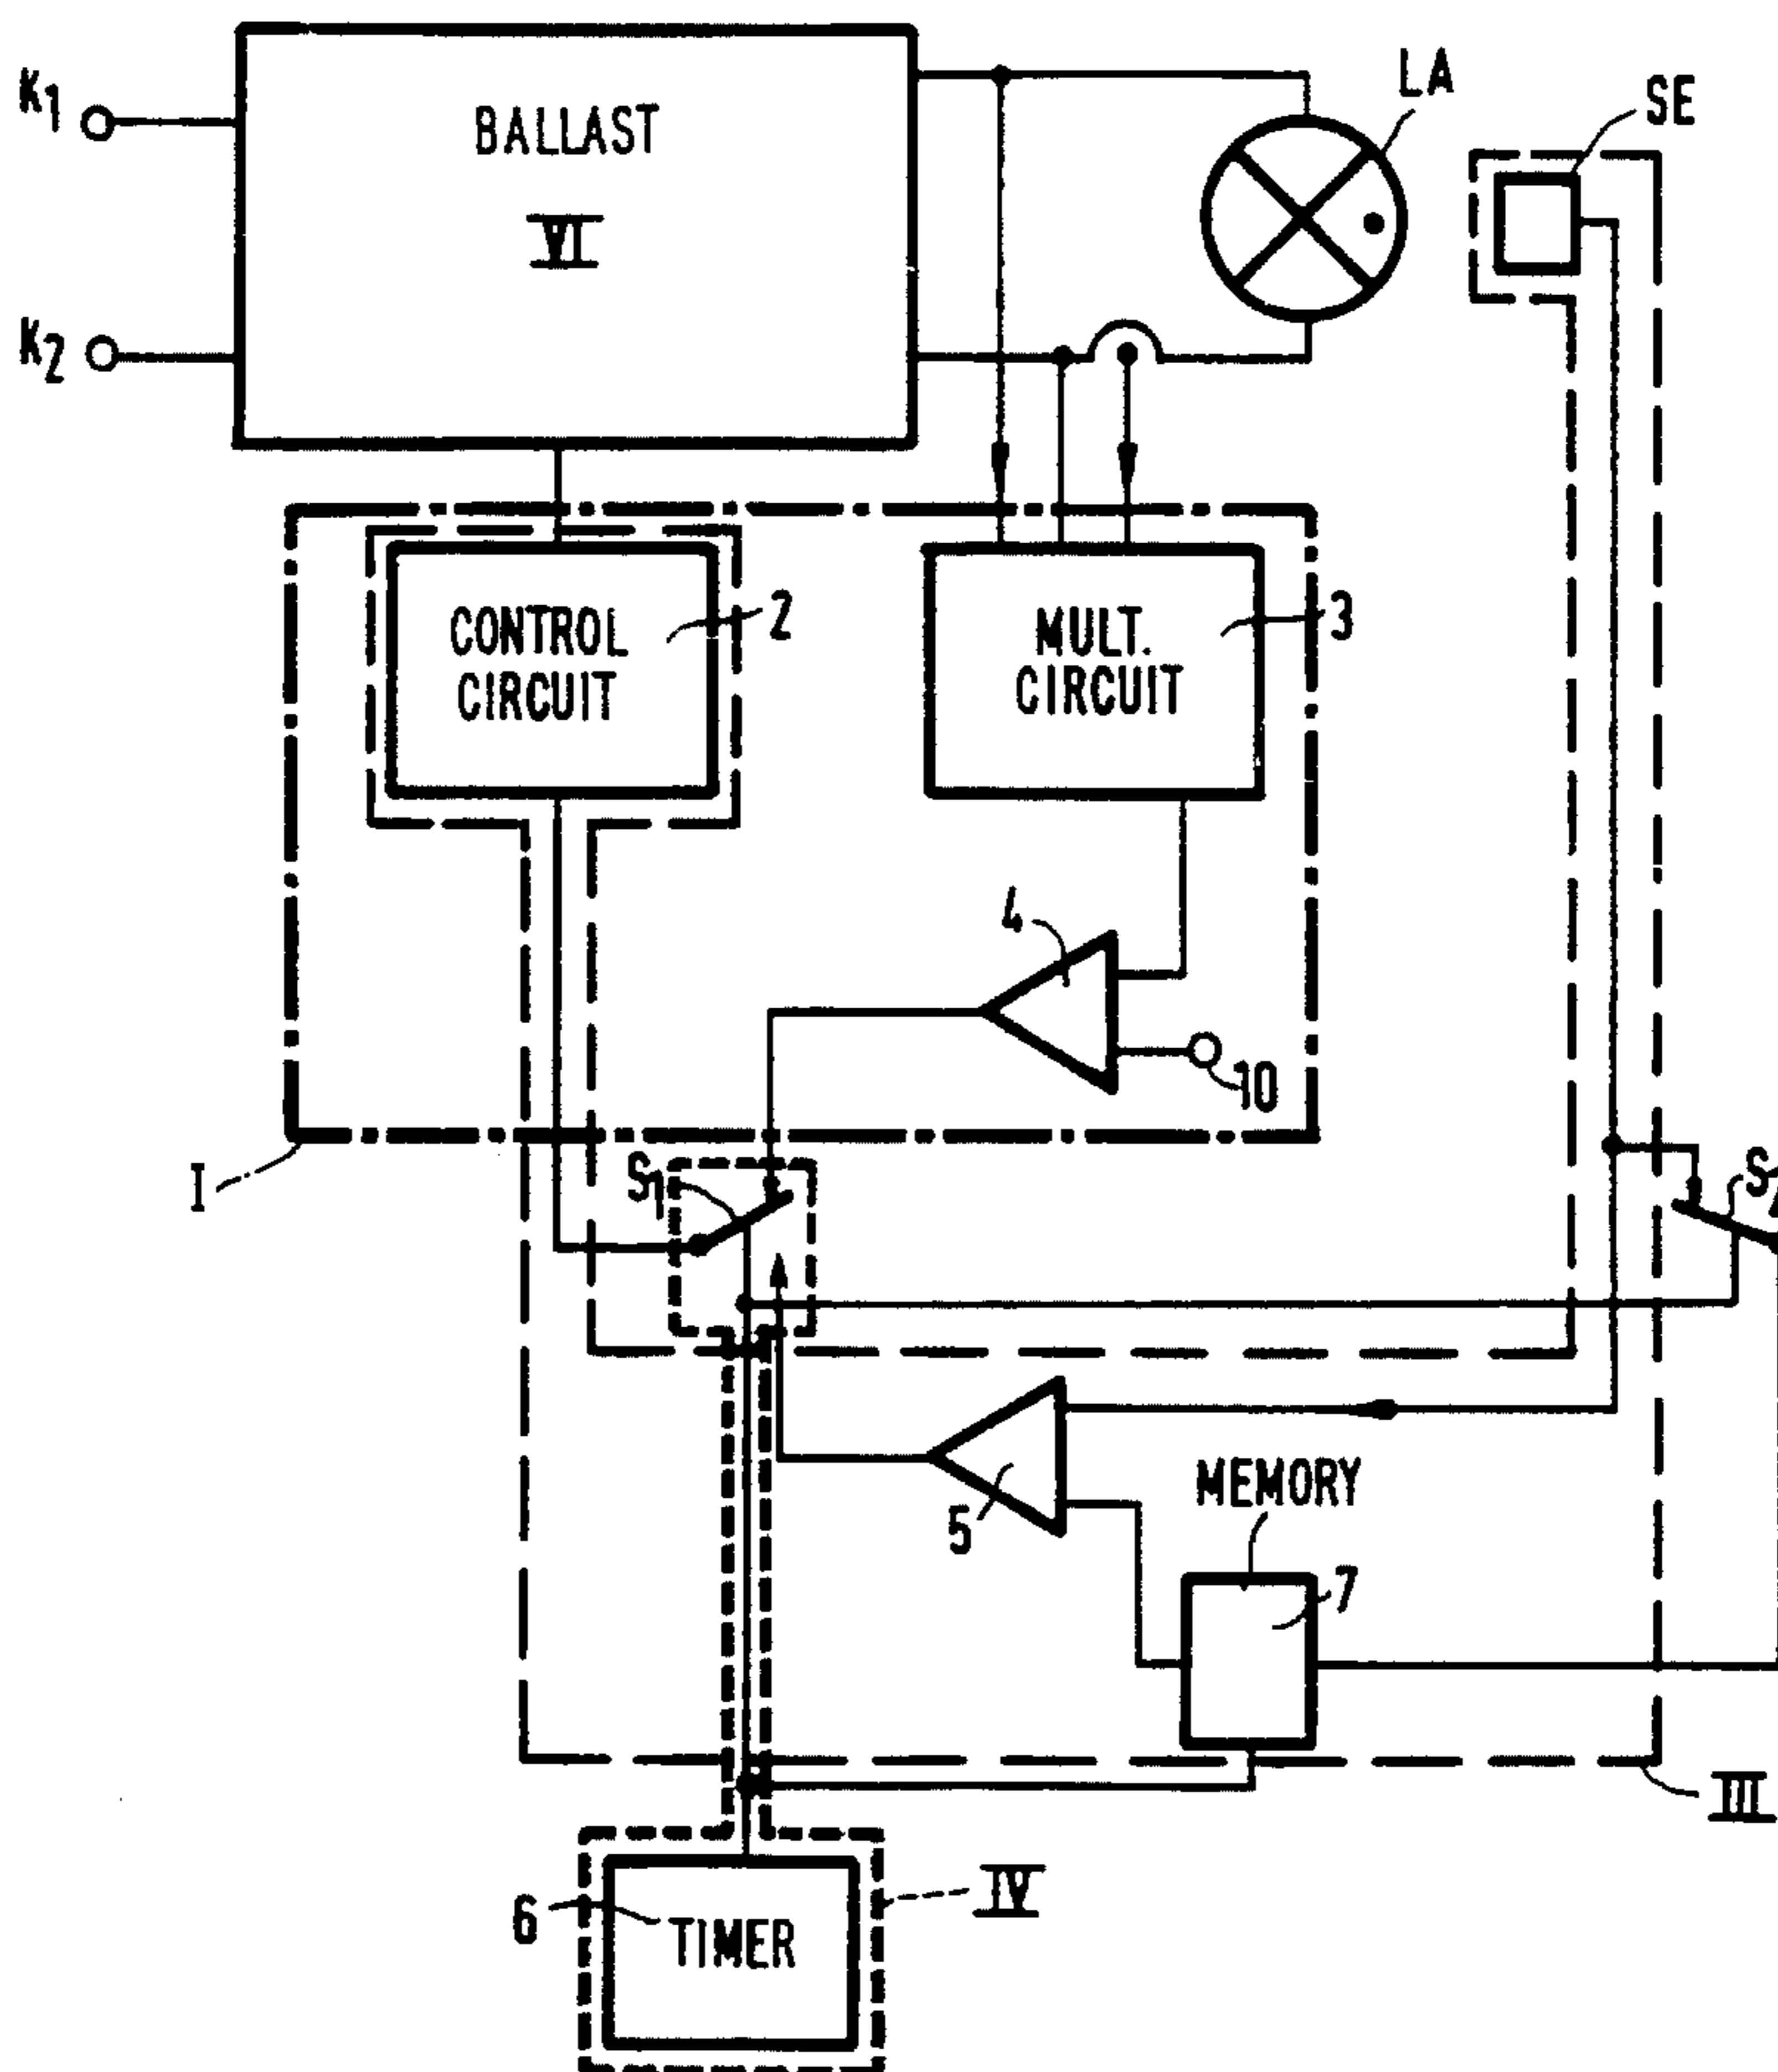 K1
BALLAST
VI
K2
LA
SE
CONTROL
CIRCUIT
2
MULT.
CIRCUIT
3
4
10
I
S1
5
MEMORY
7
III
IV
6
TIMER